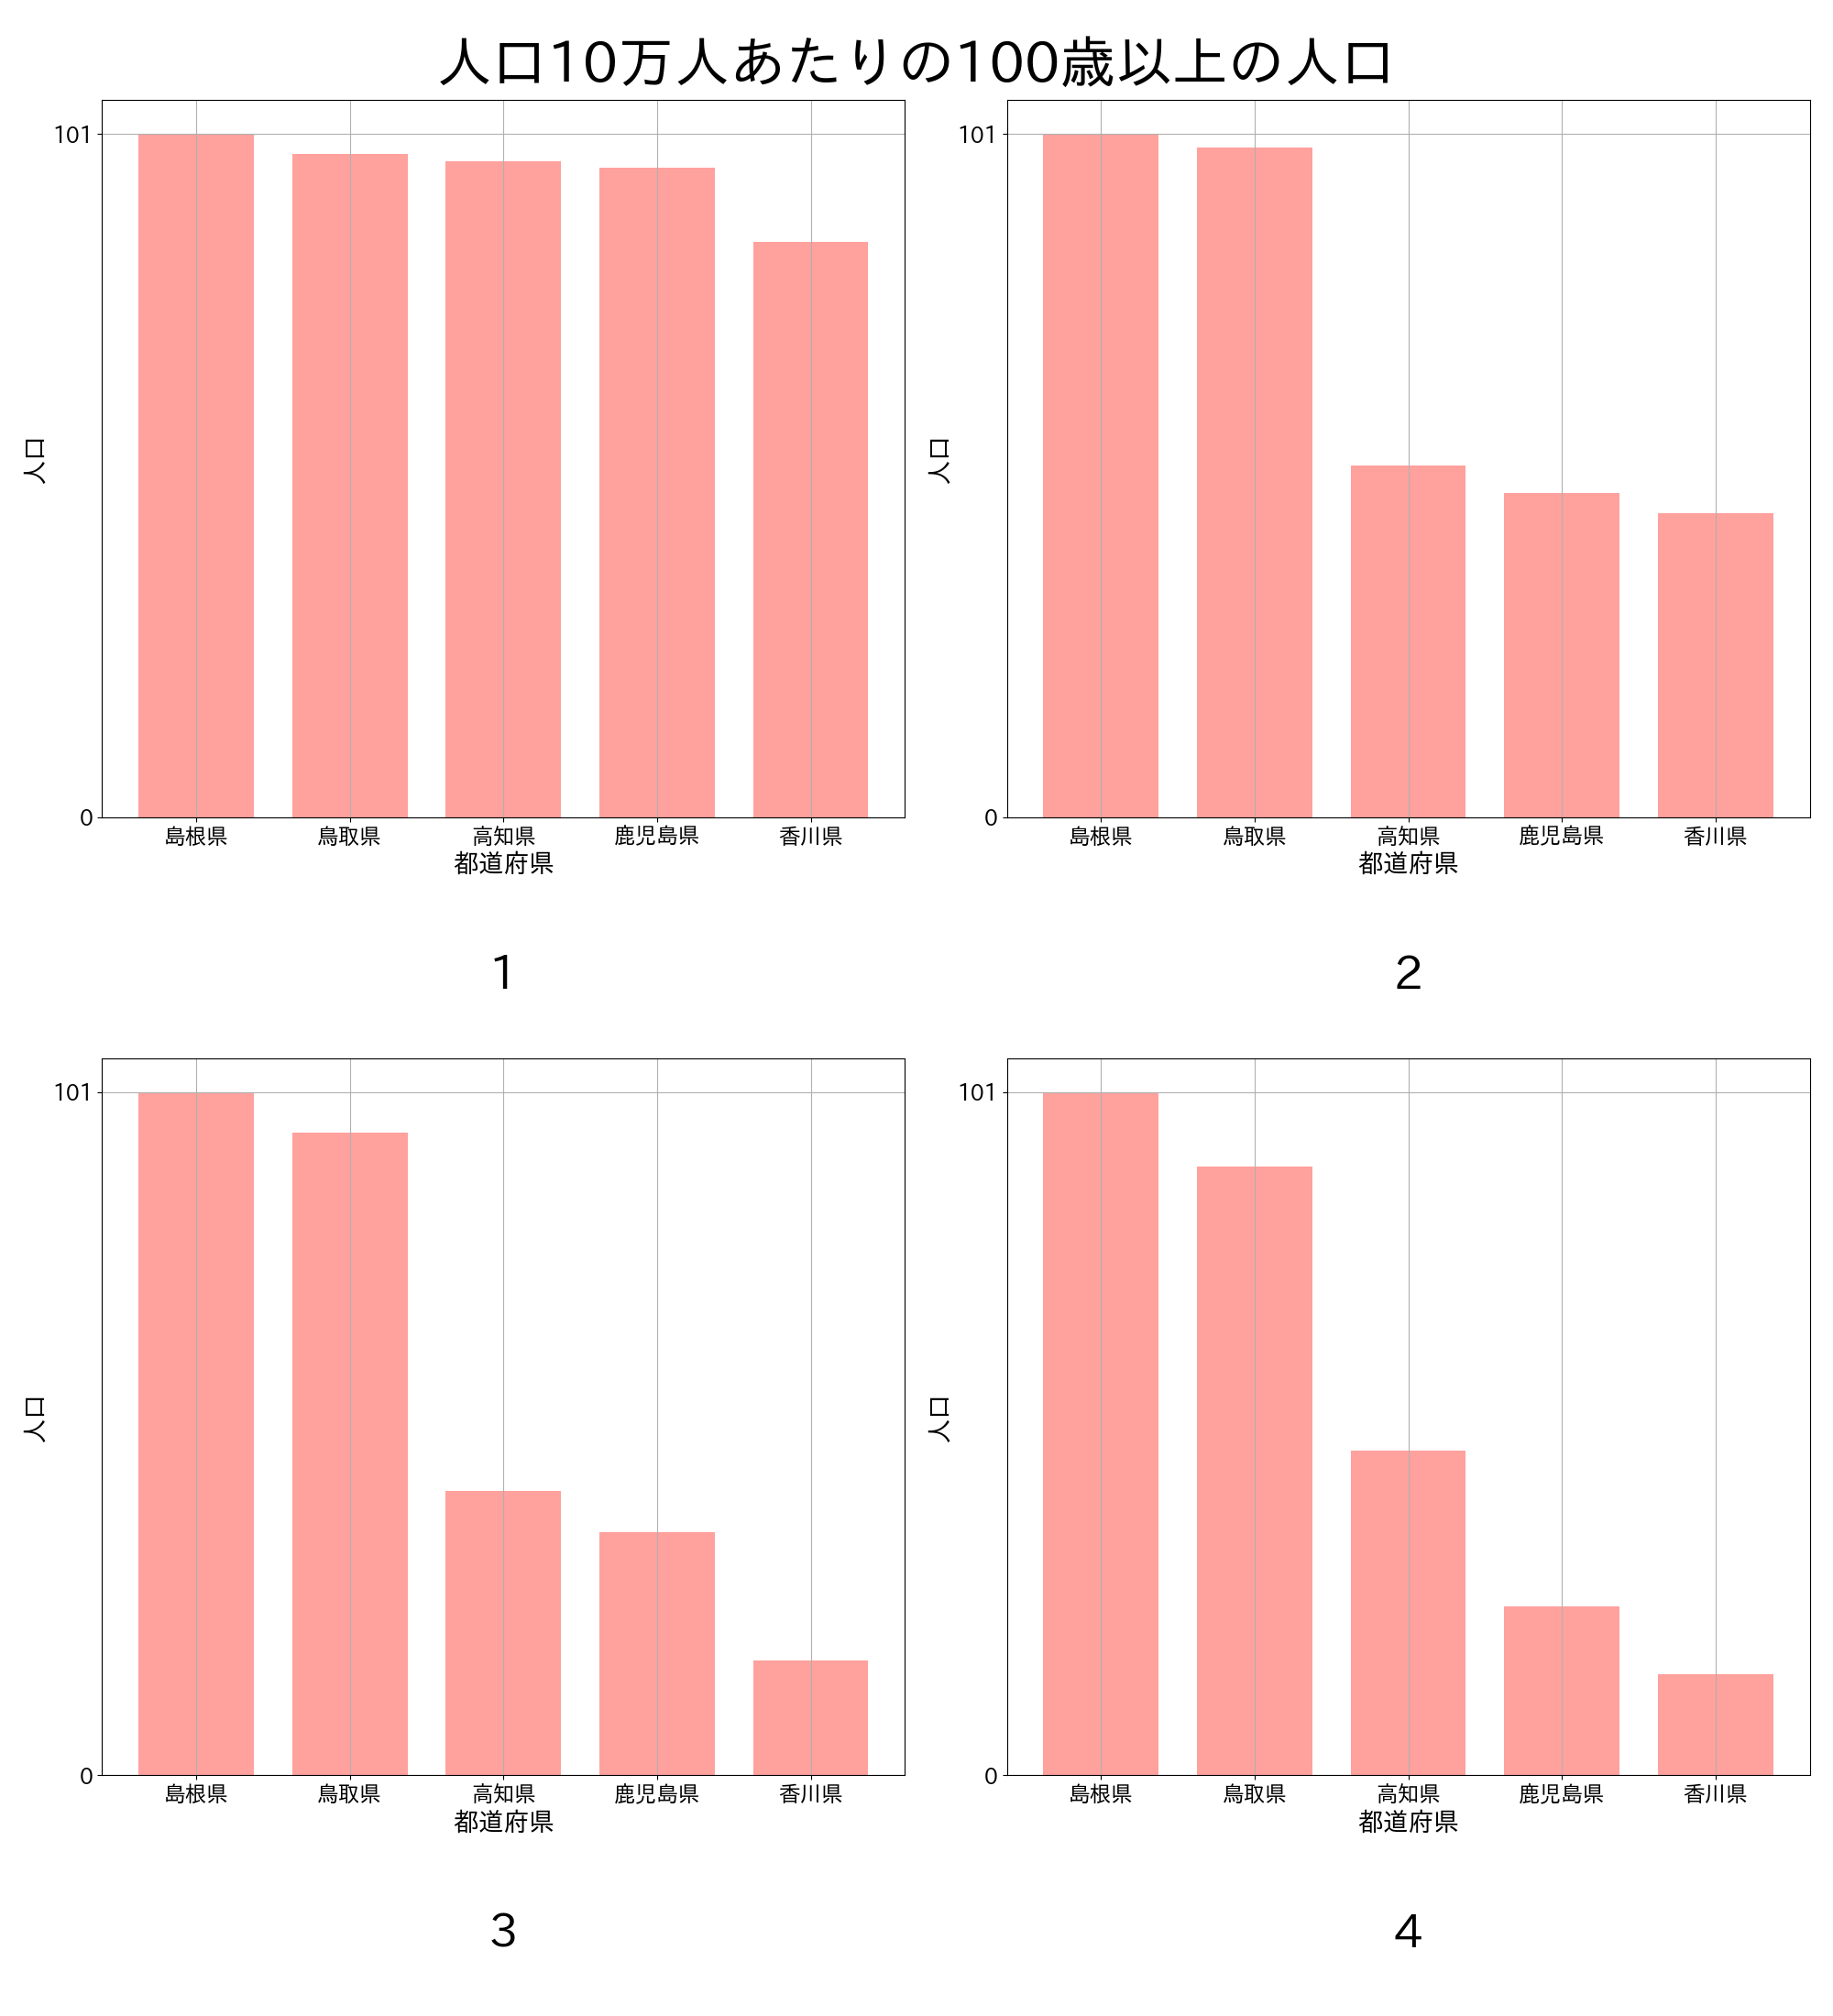 人口10万人あたりの100歳以上の人口
101
0
人口
島根県 鳥取県 高知県 鹿児島県 香川県
都道府県
1
101
0
人口
島根県 鳥取県 高知県 鹿児島県 香川県
都道府県
2
101
0
人口
島根県 鳥取県 高知県 鹿児島県 香川県
都道府県
3
101
0
人口
島根県 鳥取県 高知県 鹿児島県 香川県
都道府県
4